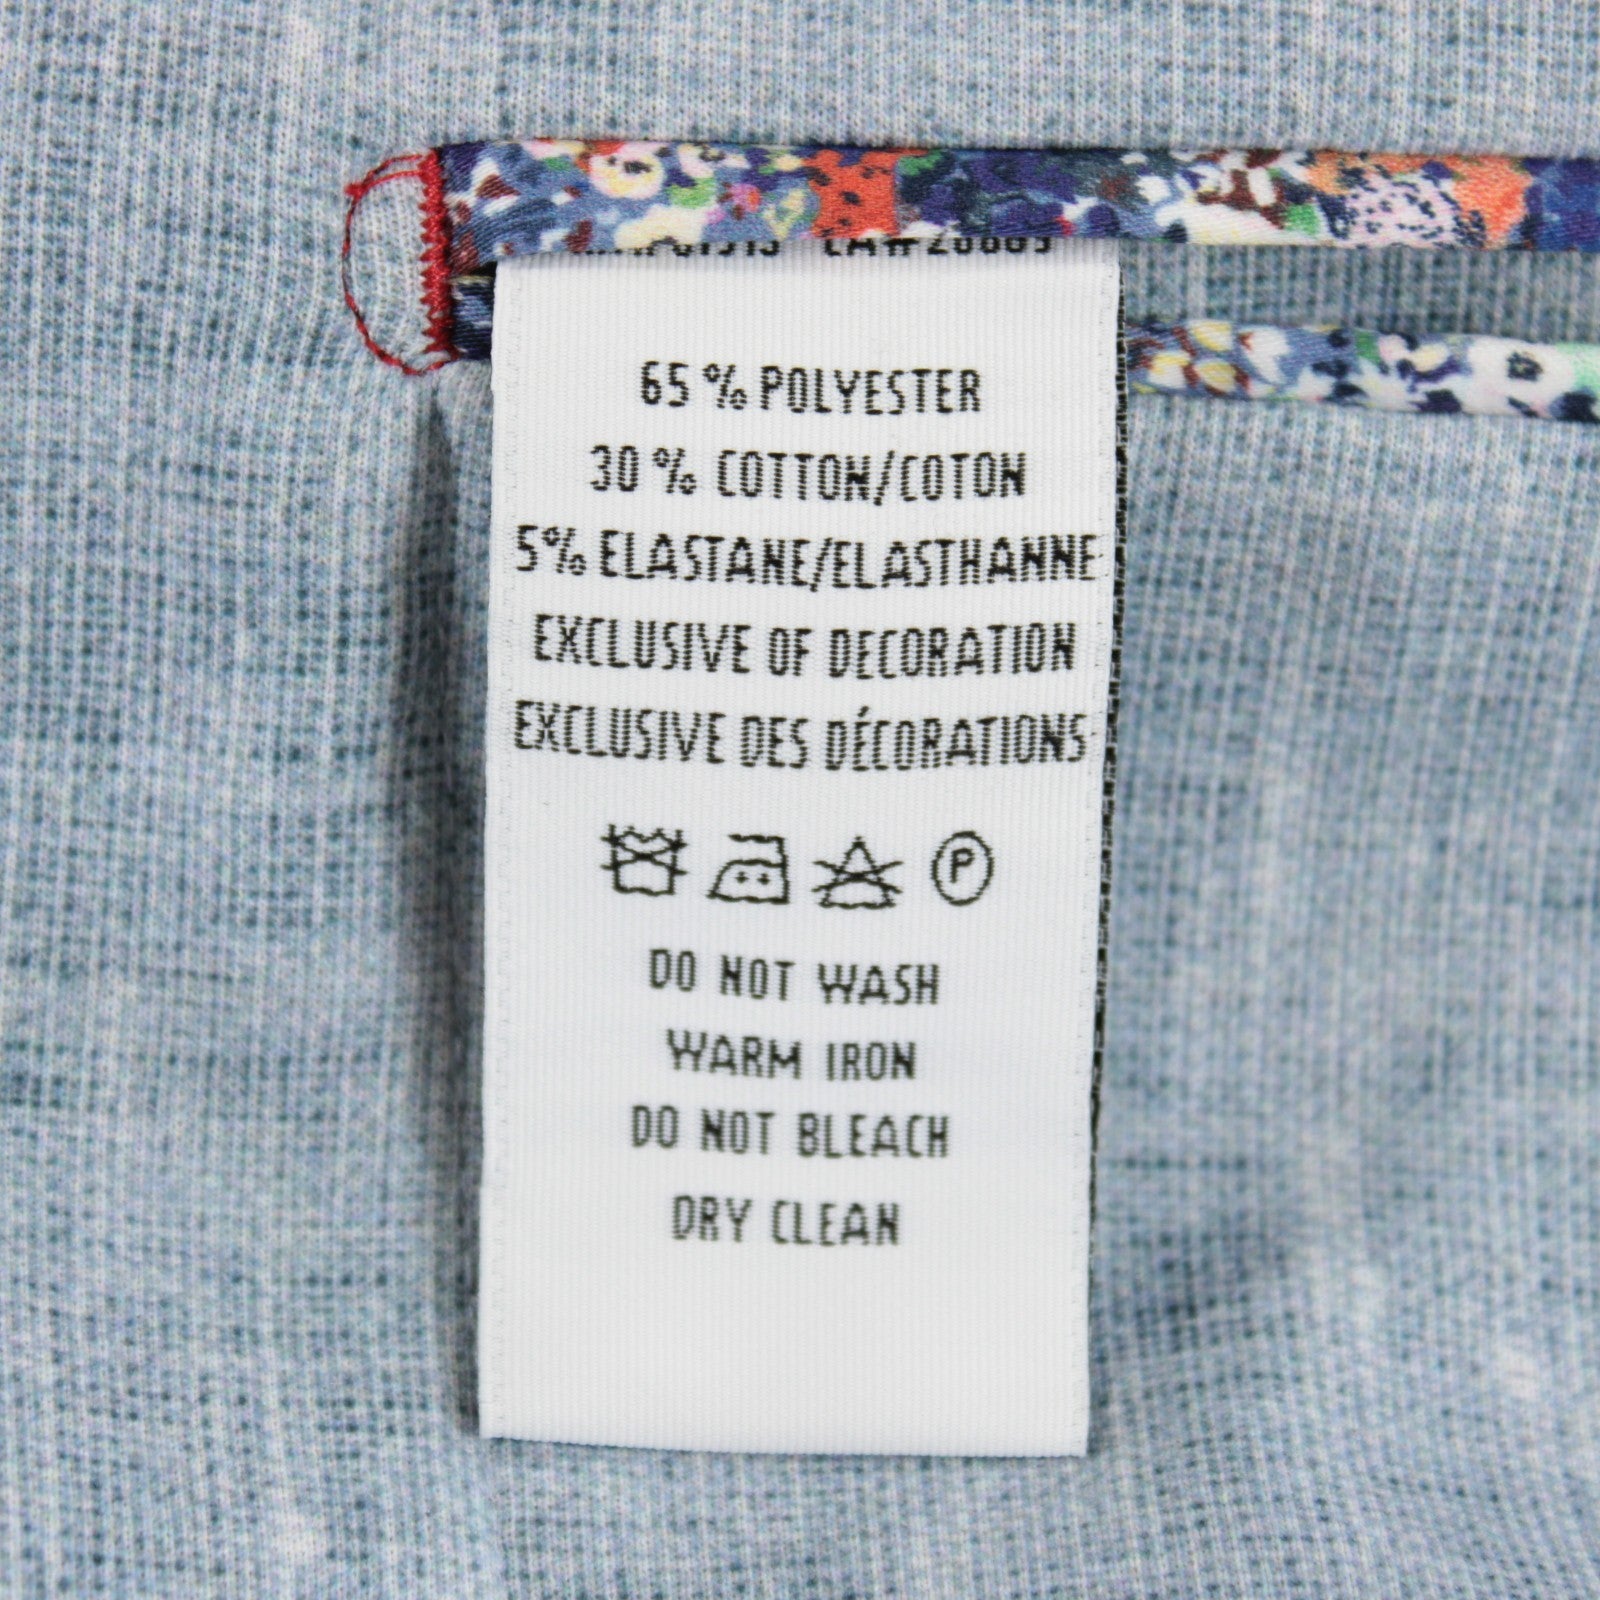 65 % POLYESTER
30 % COTTON/COTON
5% ELASTANE/ELASTHANNE
EXCLUSIVE OF DECORATION
EXCLUSIVE DES DÉCORATIONS
P
DO NOT WASH
WARM IRON
DO NOT BLEACH
DRY CLEAN